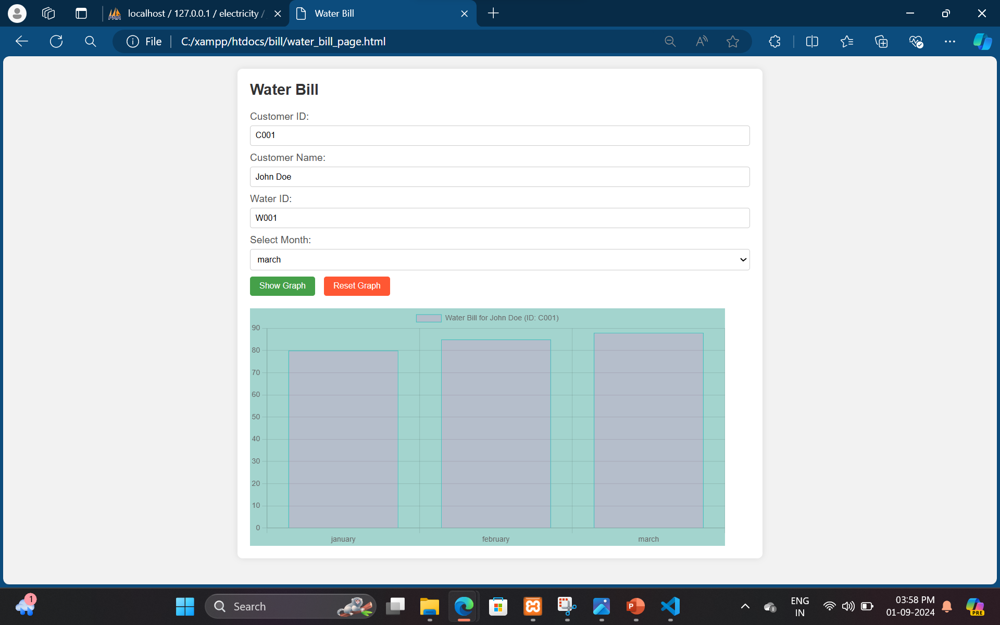 localhost / 127.0.0.1 / electricity /
Water Bill
File
C:/xampp/htdocs/bill/water_bill_page.html
Water Bill
Customer ID:
C001
Customer Name:
John Doe
Water ID:
W001
Select Month:
march
Show Graph
Reset Graph
Water Bill for John Doe (ID: C001)
90
80
70
60
50
40
30
20
10
0
january
february
march
1
Search
ENG
IN
03:58 PM
01-09-2024
PRE